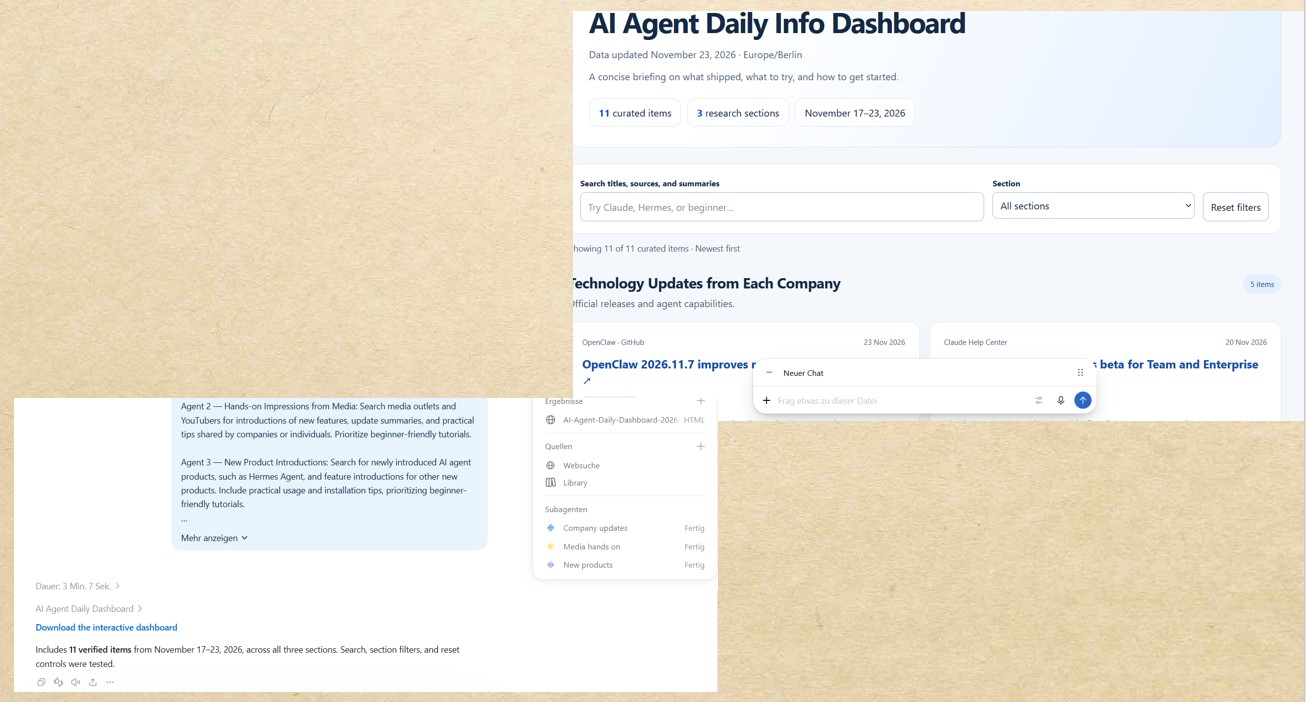 AI Agent Daily Info Dashboard
Data updated November 23, 2026 · Europe/Berlin
A concise briefing on what shipped, what to try, and how to get started.
11 curated items
3 research sections
November 17–23, 2026
Search titles, sources, and summaries
Try Claude, Hermes, or beginner...
Section
All sections
Reset filters
howing 11 of 11 curated items · Newest first
Technology Updates from Each Company
5 items
Official releases and agent capabilities.
OpenClaw · GitHub
23 Nov 2026
OpenClaw 2026.11.7 improves
↗
Claude Help Center
20 Nov 2026
beta for Team and Enterprise
↗
Neuer Chat
Frag etwas zu dieser Datei
Agent 2 — Hands-on Impressions from Media: Search media outlets and
YouTubers for introductions of new features, update summaries, and practical
tips shared by companies or individuals. Prioritize beginner-friendly tutorials.
Agent 3 — New Product Introductions: Search for newly introduced AI agent
products, such as Hermes Agent, and feature introductions for other new
products. Include practical usage and installation tips, prioritizing beginner-
friendly tutorials.
...
Mehr anzeigen
Ergebnisse
AI-Agent-Daily-Dashboard-2026
HTML
Quellen
Websuche
Library
Subagenten
Company updates
Fertig
Media hands on
Fertig
New products
Fertig
Dauer: 3 Min. 7 Sek.
AI Agent Daily Dashboard
Download the interactive dashboard
Includes 11 verified items from November 17–23, 2026, across all three sections. Search, section filters, and reset
controls were tested.